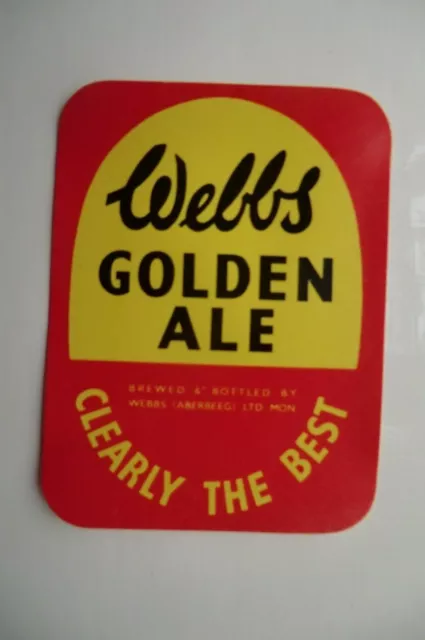 Webbs
GOLDEN
ALE
BREWED & BOTTLED BY
WEBBS (ABERBEEG) LTD MON
CLEARLY THE BEST